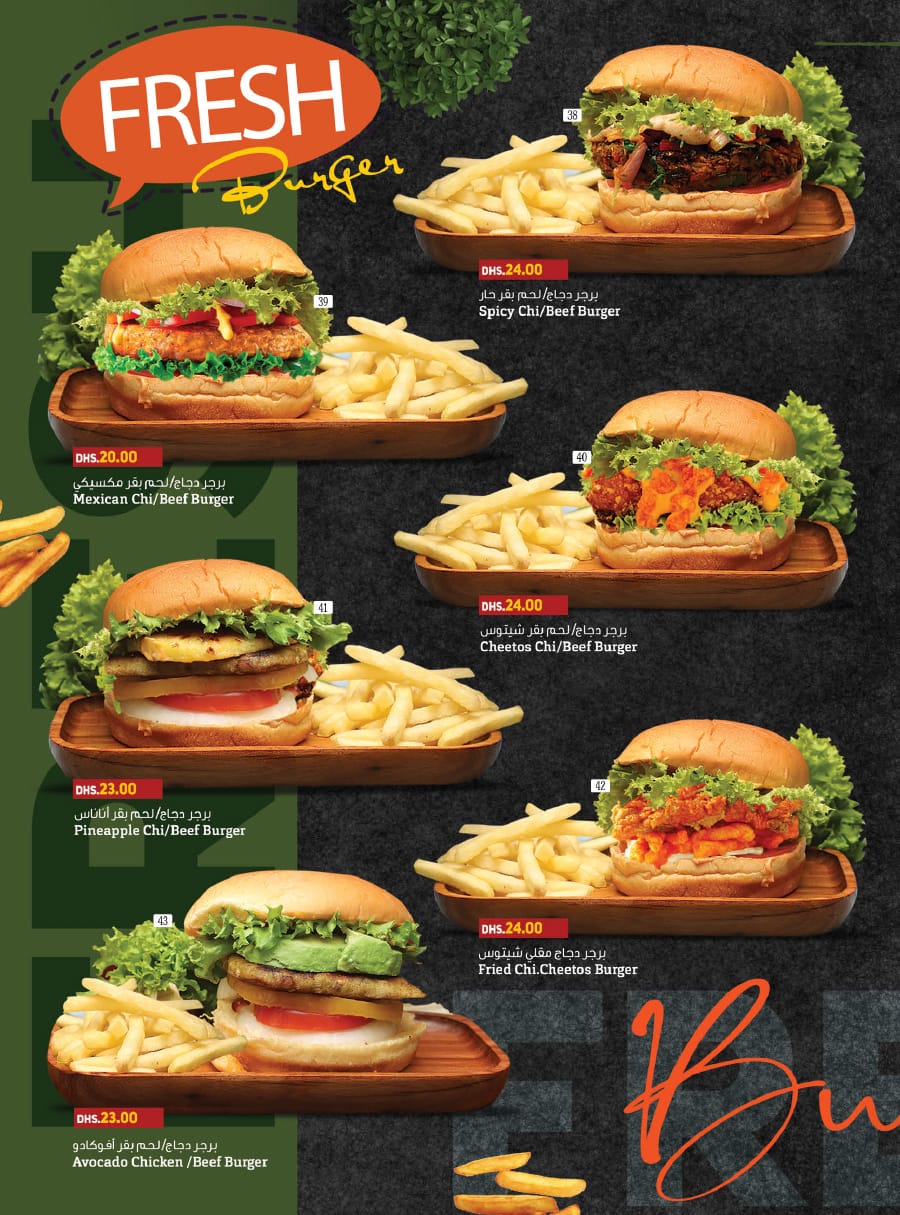 FRESH
Burger
38
DHS.24.00
برجر دجاج/لحم بقر حار
Spicy Chi/Beef Burger
39
DHS.20.00
برجر دجاج/لحم بقر مكسيكي
Mexican Chi/Beef Burger
40
DHS.24.00
برجر دجاج/لحم بقر شيتوس
Cheetos Chi/Beef Burger
41
DHS.23.00
برجر دجاج/لحم بقر أناناس
Pineapple Chi/Beef Burger
42
DHS.24.00
برجر دجاج مقلي شيتوس
Fried Chi.Cheetos Burger
43
DHS.23.00
برجر دجاج/لحم بقر أفوكادو
Avocado Chicken /Beef Burger
FRE
Bu